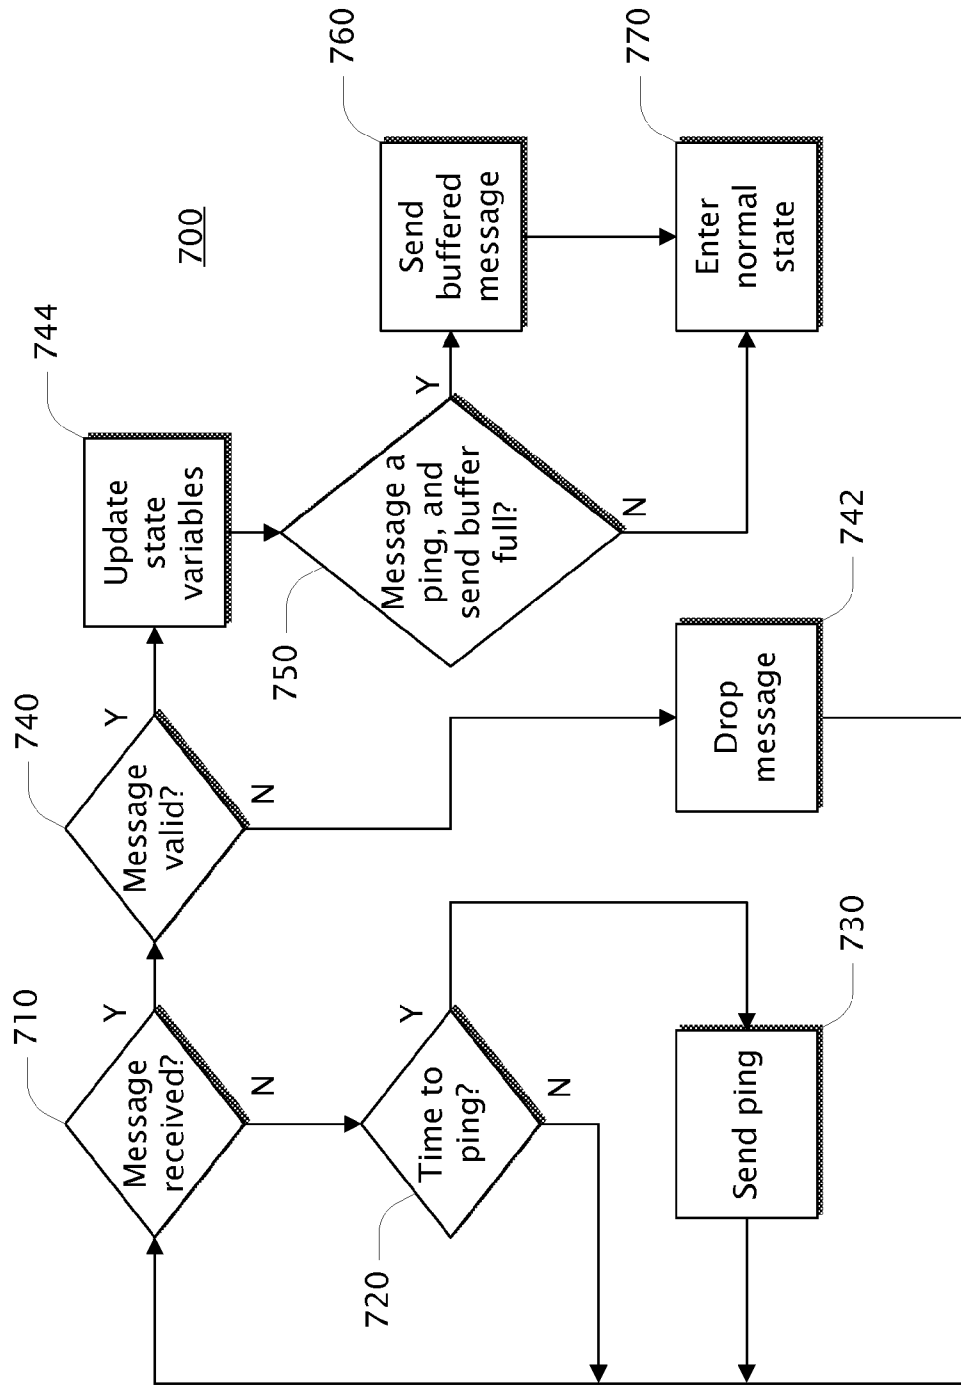 700
710
Message
received?
Y
N
740
Message
valid?
Y
N
744
Update
state
variables
720
Time to
ping?
Y
N
750
Message a
ping, and
send buffer
full?
Y
N
760
Send
buffered
message
730
Send ping
742
Drop
message
770
Enter
normal
state